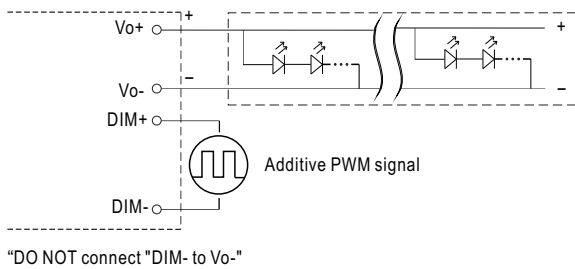 Vo+ + +
Vo- – –
DIM+
Additive PWM signal
DIM-
“DO NOT connect "DIM- to Vo-"